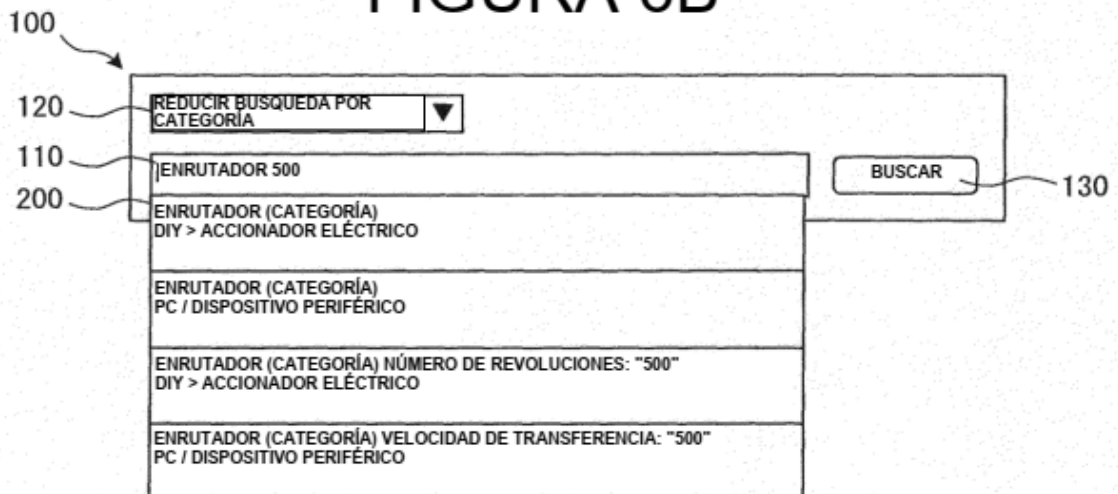 FIGURA 6B
100
120
REDUCIR BUSQUEDA POR
CATEGORÍA
110
ENRUTADOR 500
BUSCAR
130
200
ENRUTADOR (CATEGORÍA)
DIY > ACCIONADOR ELÉCTRICO
ENRUTADOR (CATEGORÍA)
PC / DISPOSITIVO PERIFÉRICO
ENRUTADOR (CATEGORÍA) NÚMERO DE REVOLUCIONES: "500"
DIY > ACCIONADOR ELÉCTRICO
ENRUTADOR (CATEGORÍA) VELOCIDAD DE TRANSFERENCIA: "500"
PC / DISPOSITIVO PERIFÉRICO